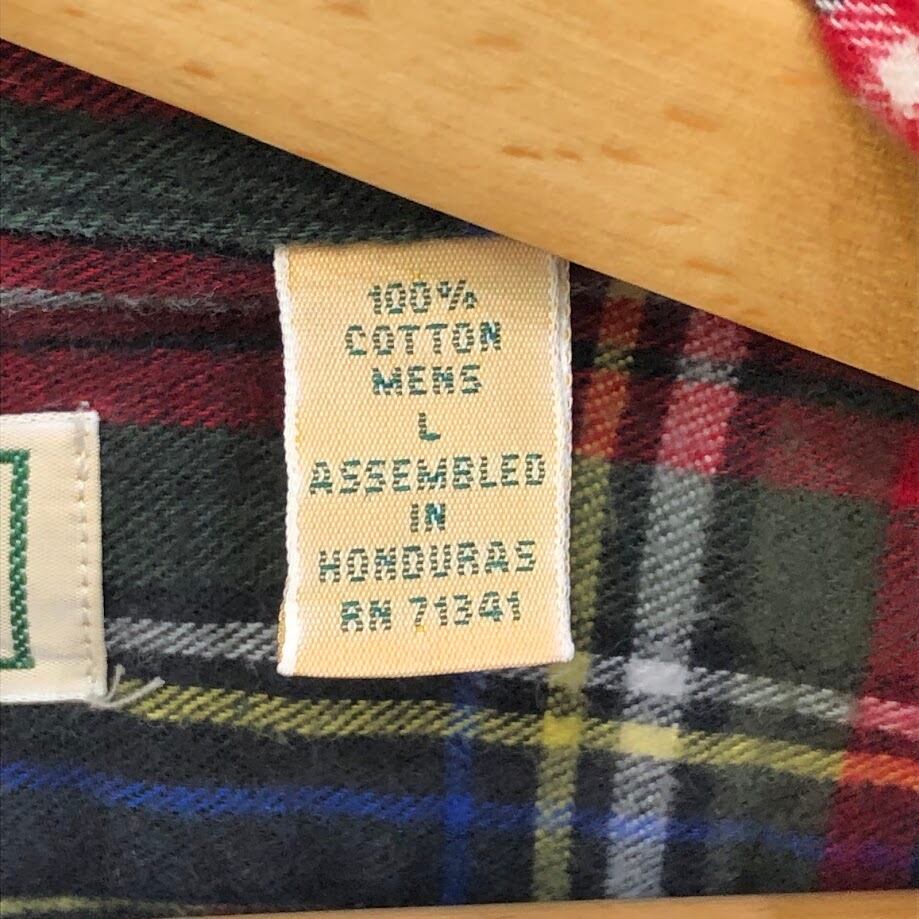 100%
COTTON
MENS
L
ASSEMBLED
IN
HONDURAS
RN 71341